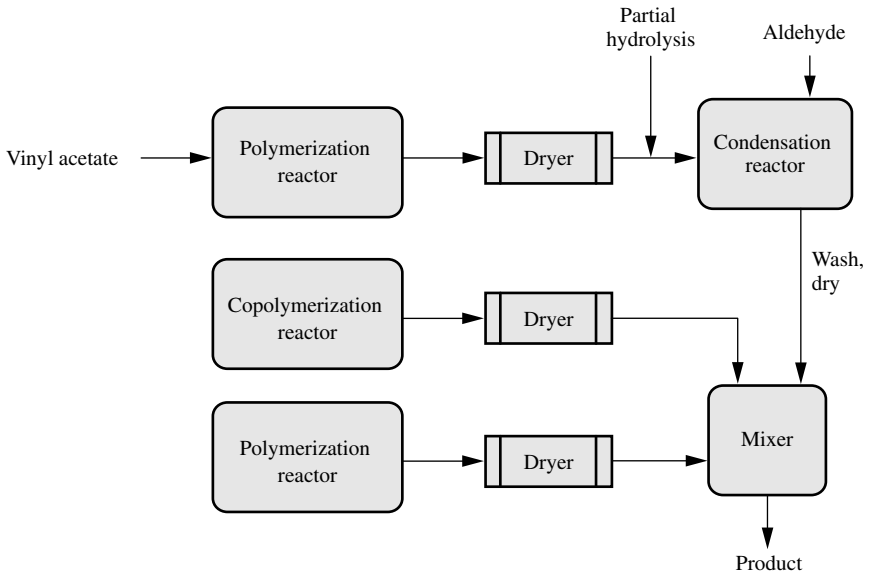 Partial
hydrolysis
Aldehyde
Vinyl acetate
Polymerization
reactor
Dryer
Condensation
reactor
Wash,
dry
Copolymerization
reactor
Dryer
Polymerization
reactor
Dryer
Mixer
Product